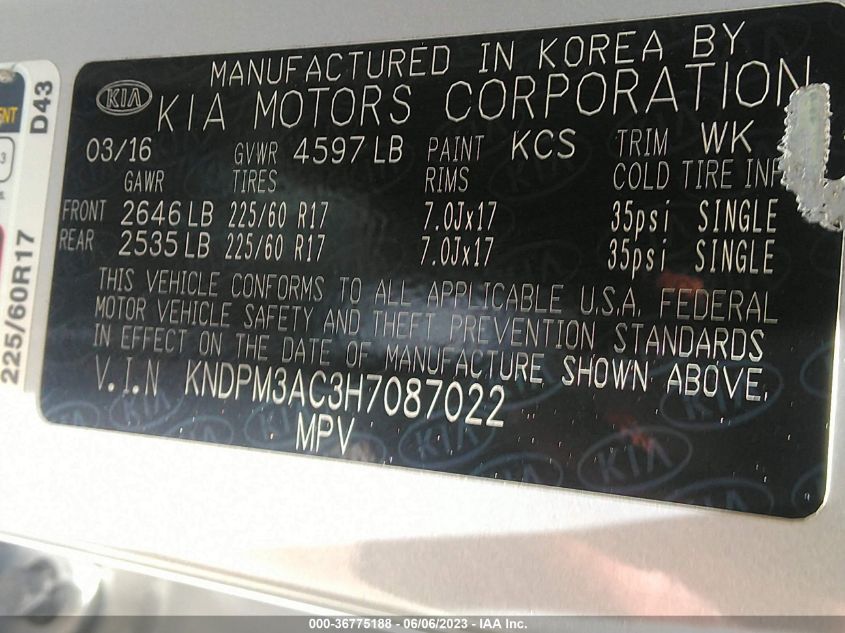 MANUFACTURED IN KOREA BY
KIA
KIA MOTORS CORPORATION
03/16 GVWR 4597 LB PAINT KCS TRIM WK
GAWR TIRES RIMS COLD TIRE INF
FRONT 2646 LB 225/60 R17 7.0Jx17 35psi SINGLE
REAR 2535 LB 225/60 R17 7.0Jx17 35psi SINGLE
THIS VEHICLE CONFORMS TO ALL APPLICABLE U.S.A. FEDERAL
MOTOR VEHICLE SAFETY AND THEFT PREVENTION STANDARDS
IN EFFECT ON THE DATE OF MANUFACTURE SHOWN ABOVE.
V.I.N KNDPM3AC3H7087022
MPV
D43
225/60R17
000-36775188 - 06/06/2023 - IAA Inc.